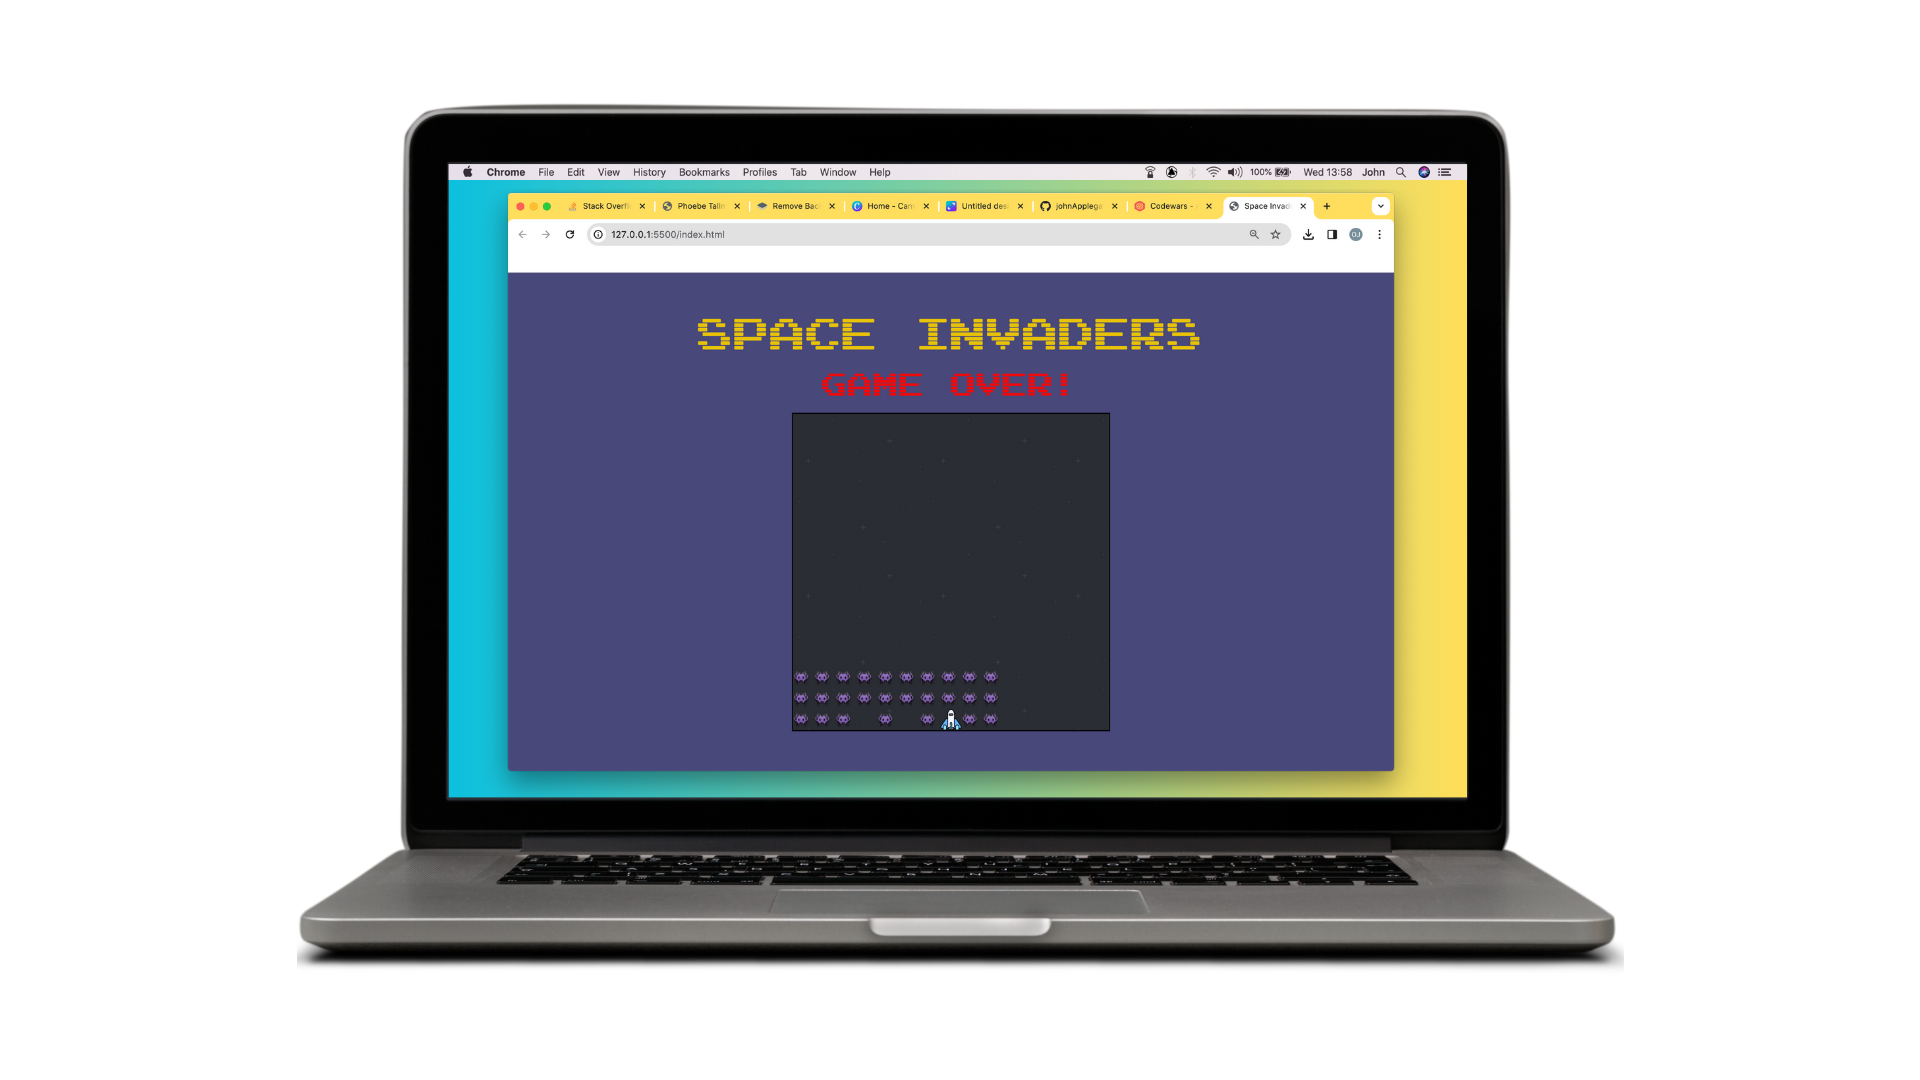 Chrome File Edit View History Bookmarks Profiles Tab Window Help 100% Wed 13:58 John
Stack Overfl Phoebe Tailm Remove Bac Home - Can Untitled des johnApplega Codewars - Space Invad
127.0.0.1:5500/index.html OJ
SPACE INVADERS
GAME OVER!